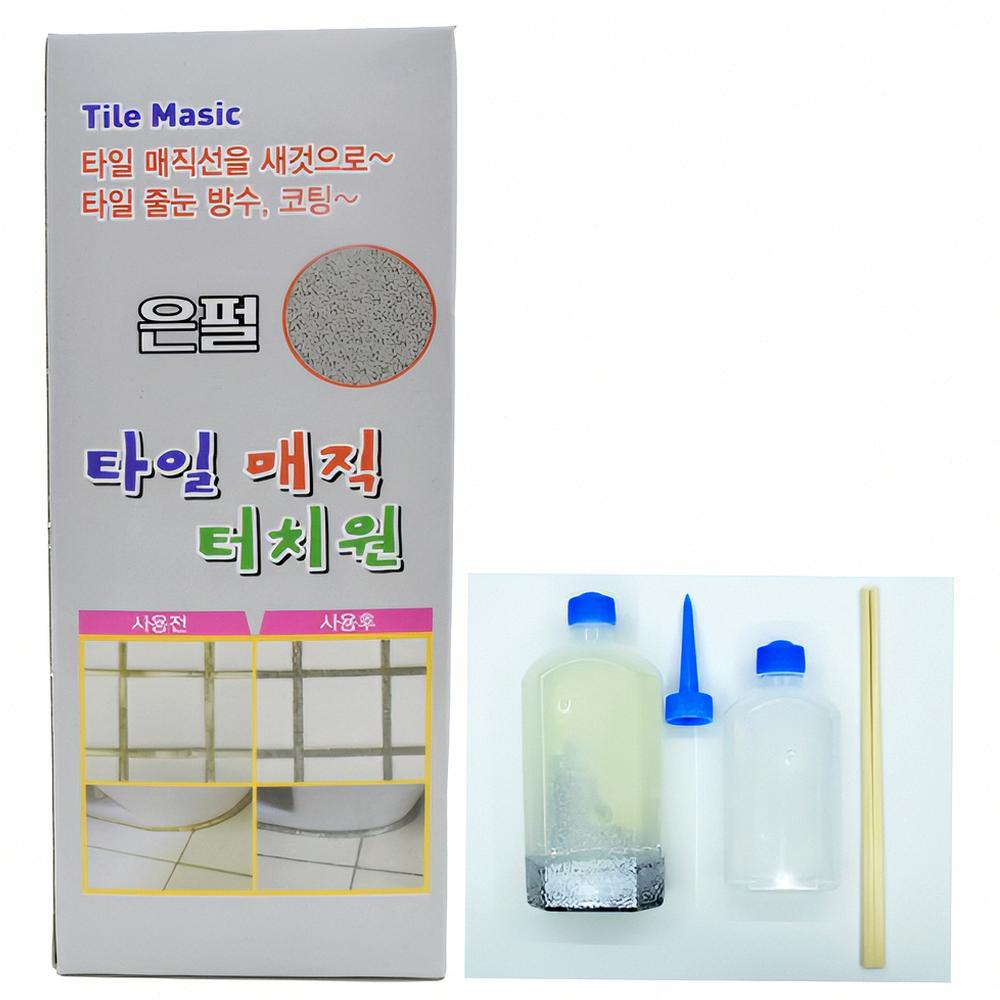 Tile Masic
타일 매직선을 새것으로~
타일 줄눈 방수, 코팅~
은펄
타일 매직
터치원
사용전 사용후